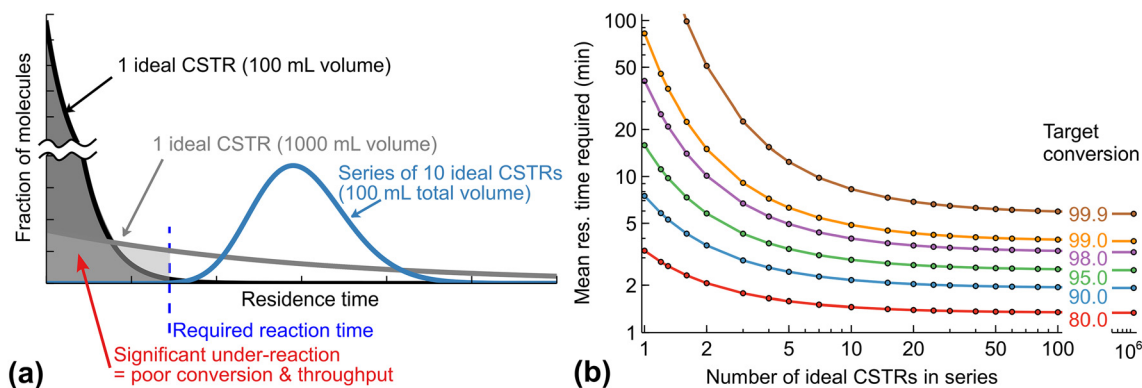 Fraction of molecules
1 ideal CSTR (100 mL volume)
1 ideal CSTR (1000 mL volume)
Series of 10 ideal CSTRs
(100 mL total volume)
Residence time
Required reaction time
Significant under-reaction
= poor conversion & throughput
(a)
Mean res. time required (min)
100
50
20
10
5
2
1
Target
conversion
99.9
99.0
98.0
95.0
90.0
80.0
1 2 5 10 20 50 100 10⁶
Number of ideal CSTRs in series
(b)